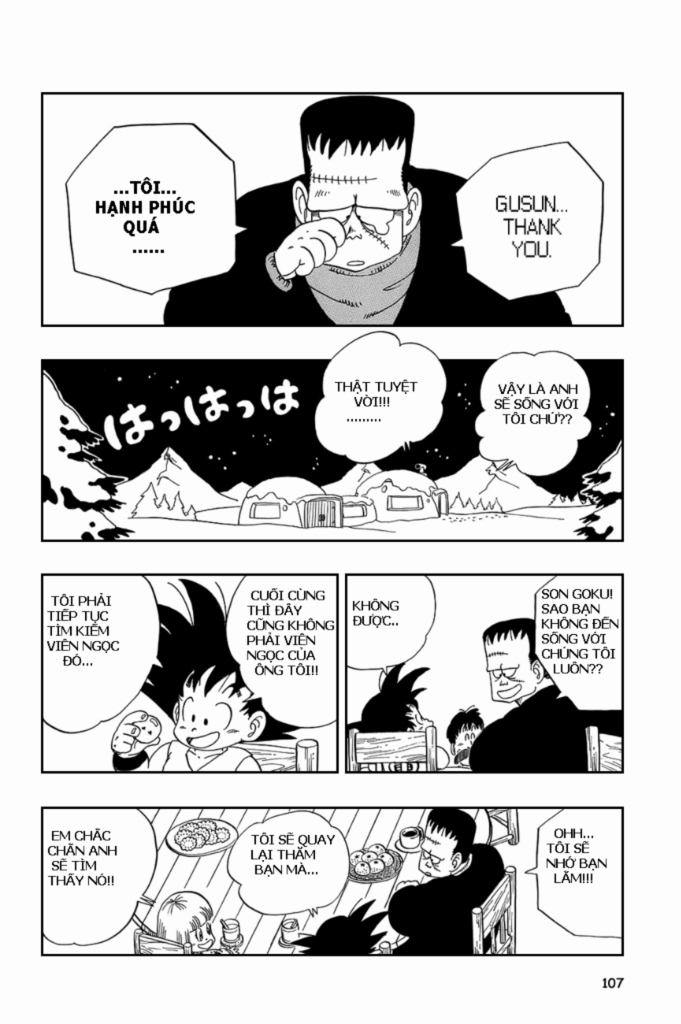 GUSUN...
THANK
YOU.
...TÔI...
HẠNH PHÚC
QUÁ
......
VẬY LÀ ANH
SẼ SỐNG VỚI
TÔI CHỨ??
THẬT TUYỆT
VỜI!!!
.........
はっはっは
SON GOKU!
SAO BẠN
KHÔNG ĐẾN
SỐNG VỚI
CHÚNG TÔI
LUÔN??
KHÔNG
ĐƯỢC..
CUỐI CÙNG
THÌ ĐÂY
CŨNG KHÔNG
PHẢI VIÊN
NGỌC CỦA
ÔNG TÔI!!
TÔI PHẢI
TIẾP TỤC
TÌM KIẾM
VIÊN NGỌC
ĐÓ...
OHH...
TÔI SẼ
NHỚ BẠN
LẮM!!!
TÔI SẼ QUAY
LẠI THĂM
BẠN MÀ...
EM CHẮC
CHẮN ANH
SẼ TÌM
THẤY NÓ!!
107